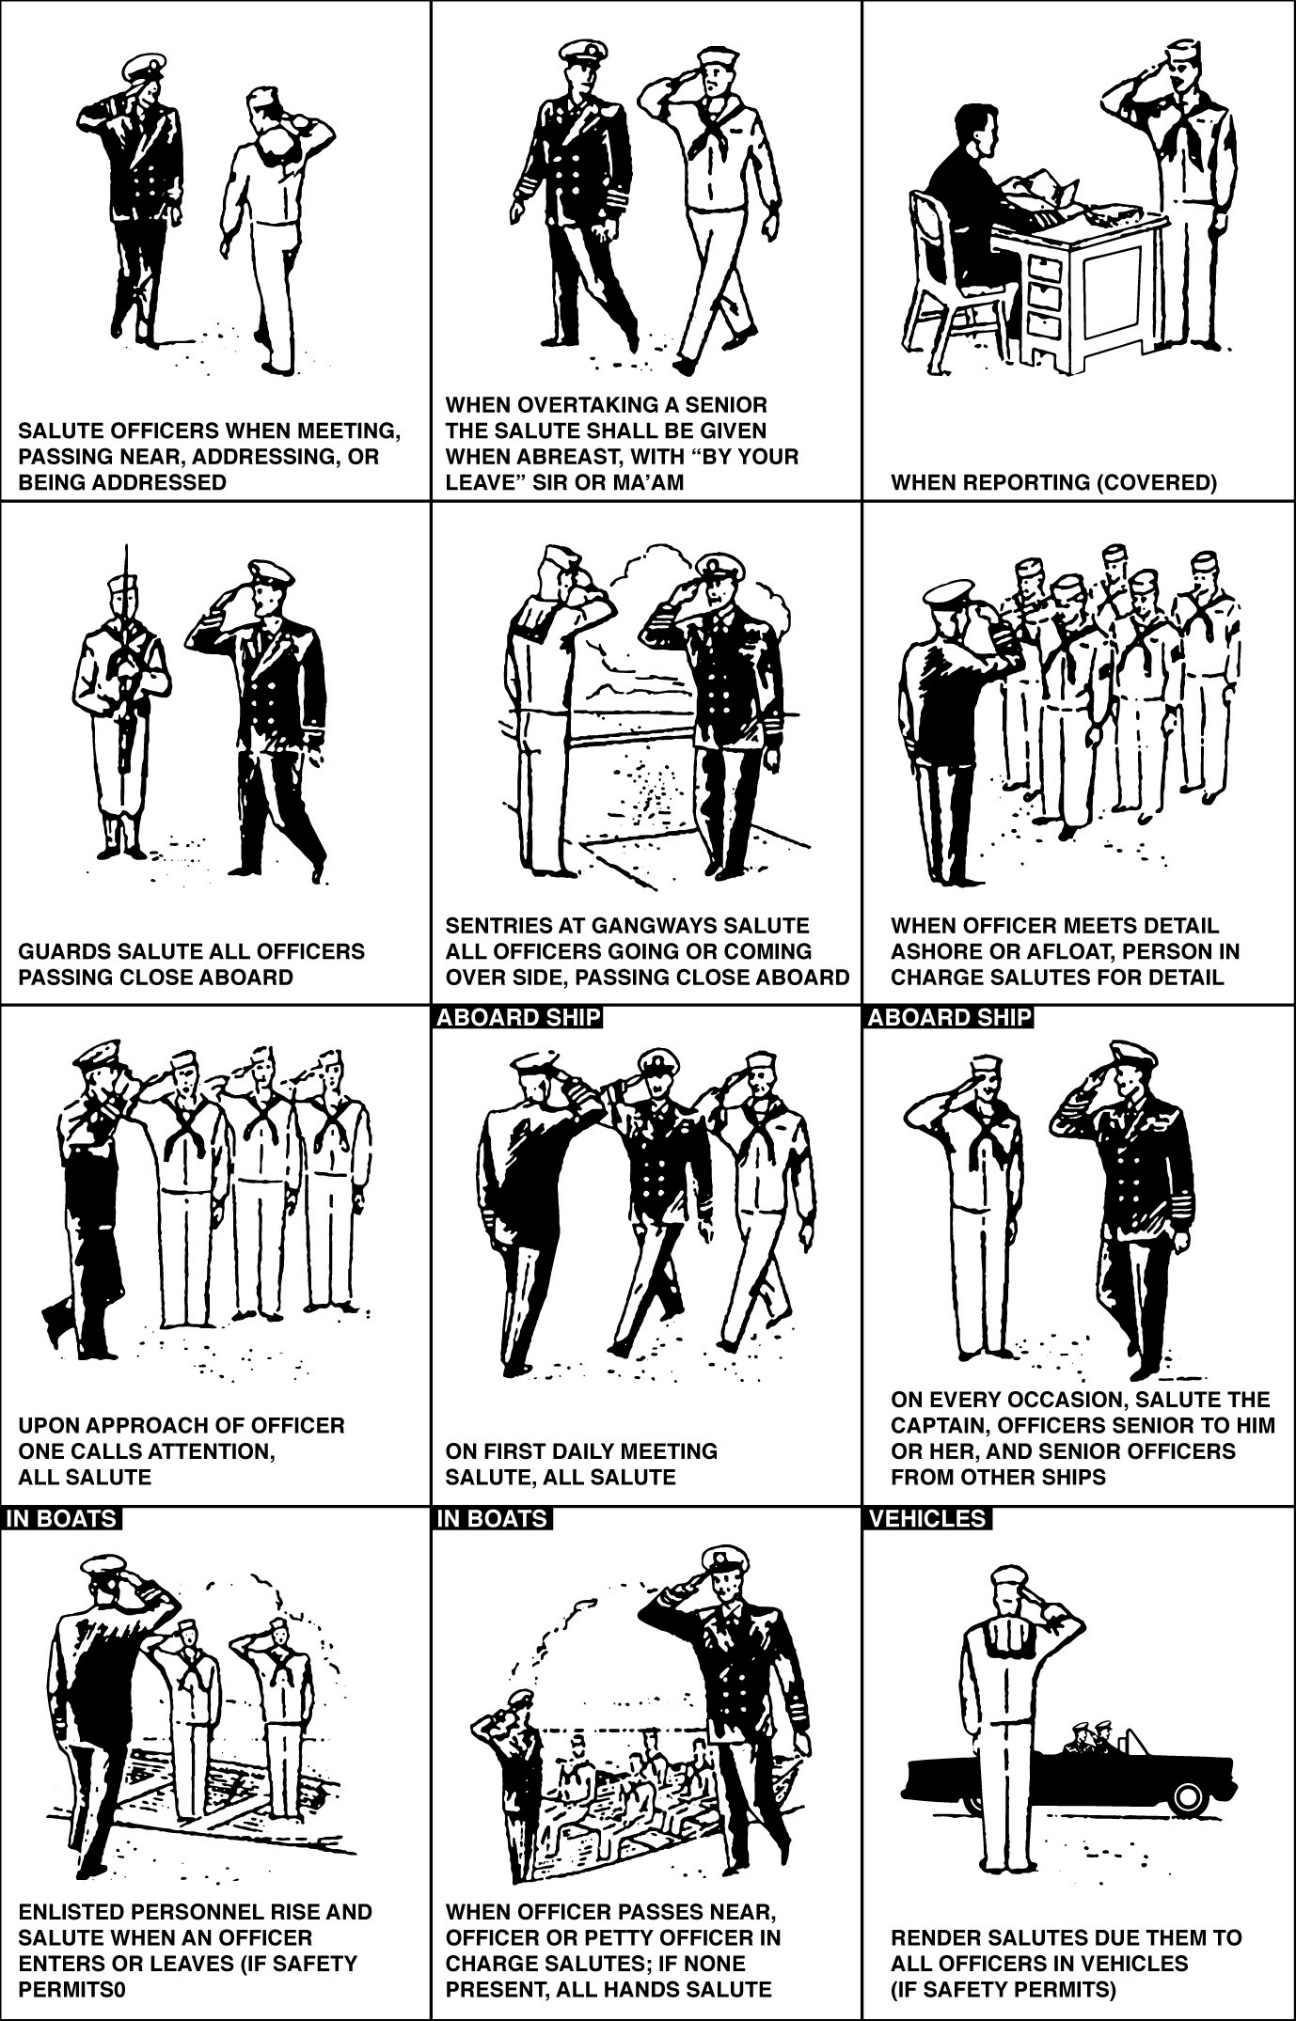 SALUTE OFFICERS WHEN MEETING,
PASSING NEAR, ADDRESSING, OR
BEING ADDRESSED
WHEN OVERTAKING A SENIOR
THE SALUTE SHALL BE GIVEN
WHEN ABREAST, WITH “BY YOUR
LEAVE” SIR OR MA’AM
WHEN REPORTING (COVERED)
GUARDS SALUTE ALL OFFICERS
PASSING CLOSE ABOARD
SENTRIES AT GANGWAYS SALUTE
ALL OFFICERS GOING OR COMING
OVER SIDE, PASSING CLOSE ABOARD
WHEN OFFICER MEETS DETAIL
ASHORE OR AFLOAT, PERSON IN
CHARGE SALUTES FOR DETAIL
UPON APPROACH OF OFFICER
ONE CALLS ATTENTION,
ALL SALUTE
ABOARD SHIP
ON FIRST DAILY MEETING
SALUTE, ALL SALUTE
ABOARD SHIP
ON EVERY OCCASION, SALUTE THE
CAPTAIN, OFFICERS SENIOR TO HIM
OR HER, AND SENIOR OFFICERS
FROM OTHER SHIPS
IN BOATS
ENLISTED PERSONNEL RISE AND
SALUTE WHEN AN OFFICER
ENTERS OR LEAVES (IF SAFETY
PERMITS0
IN BOATS
WHEN OFFICER PASSES NEAR,
OFFICER OR PETTY OFFICER IN
CHARGE SALUTES; IF NONE
PRESENT, ALL HANDS SALUTE
VEHICLES
RENDER SALUTES DUE THEM TO
ALL OFFICERS IN VEHICLES
(IF SAFETY PERMITS)